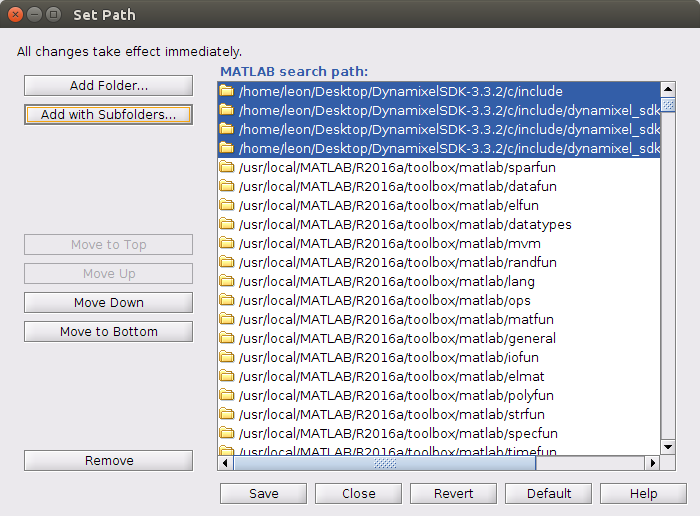 Set Path
All changes take effect immediately.
MATLAB search path:
Add Folder...
Add with Subfolders...
Move to Top
Move Up
Move Down
Move to Bottom
Remove
/home/leon/Desktop/DynamixelSDK-3.3.2/c/include
/home/leon/Desktop/DynamixelSDK-3.3.2/c/include/dynamixel_sdk
/home/leon/Desktop/DynamixelSDK-3.3.2/c/include/dynamixel_sdk
/home/leon/Desktop/DynamixelSDK-3.3.2/c/include/dynamixel_sdk
/usr/local/MATLAB/R2016a/toolbox/matlab/sparfun
/usr/local/MATLAB/R2016a/toolbox/matlab/datafun
/usr/local/MATLAB/R2016a/toolbox/matlab/elfun
/usr/local/MATLAB/R2016a/toolbox/matlab/datatypes
/usr/local/MATLAB/R2016a/toolbox/matlab/mvm
/usr/local/MATLAB/R2016a/toolbox/matlab/randfun
/usr/local/MATLAB/R2016a/toolbox/matlab/lang
/usr/local/MATLAB/R2016a/toolbox/matlab/ops
/usr/local/MATLAB/R2016a/toolbox/matlab/matfun
/usr/local/MATLAB/R2016a/toolbox/matlab/general
/usr/local/MATLAB/R2016a/toolbox/matlab/iofun
/usr/local/MATLAB/R2016a/toolbox/matlab/elmat
/usr/local/MATLAB/R2016a/toolbox/matlab/polyfun
/usr/local/MATLAB/R2016a/toolbox/matlab/strfun
/usr/local/MATLAB/R2016a/toolbox/matlab/specfun
/usr/local/MATLAB/R2016a/toolbox/matlab/timefun
Save
Close
Revert
Default
Help